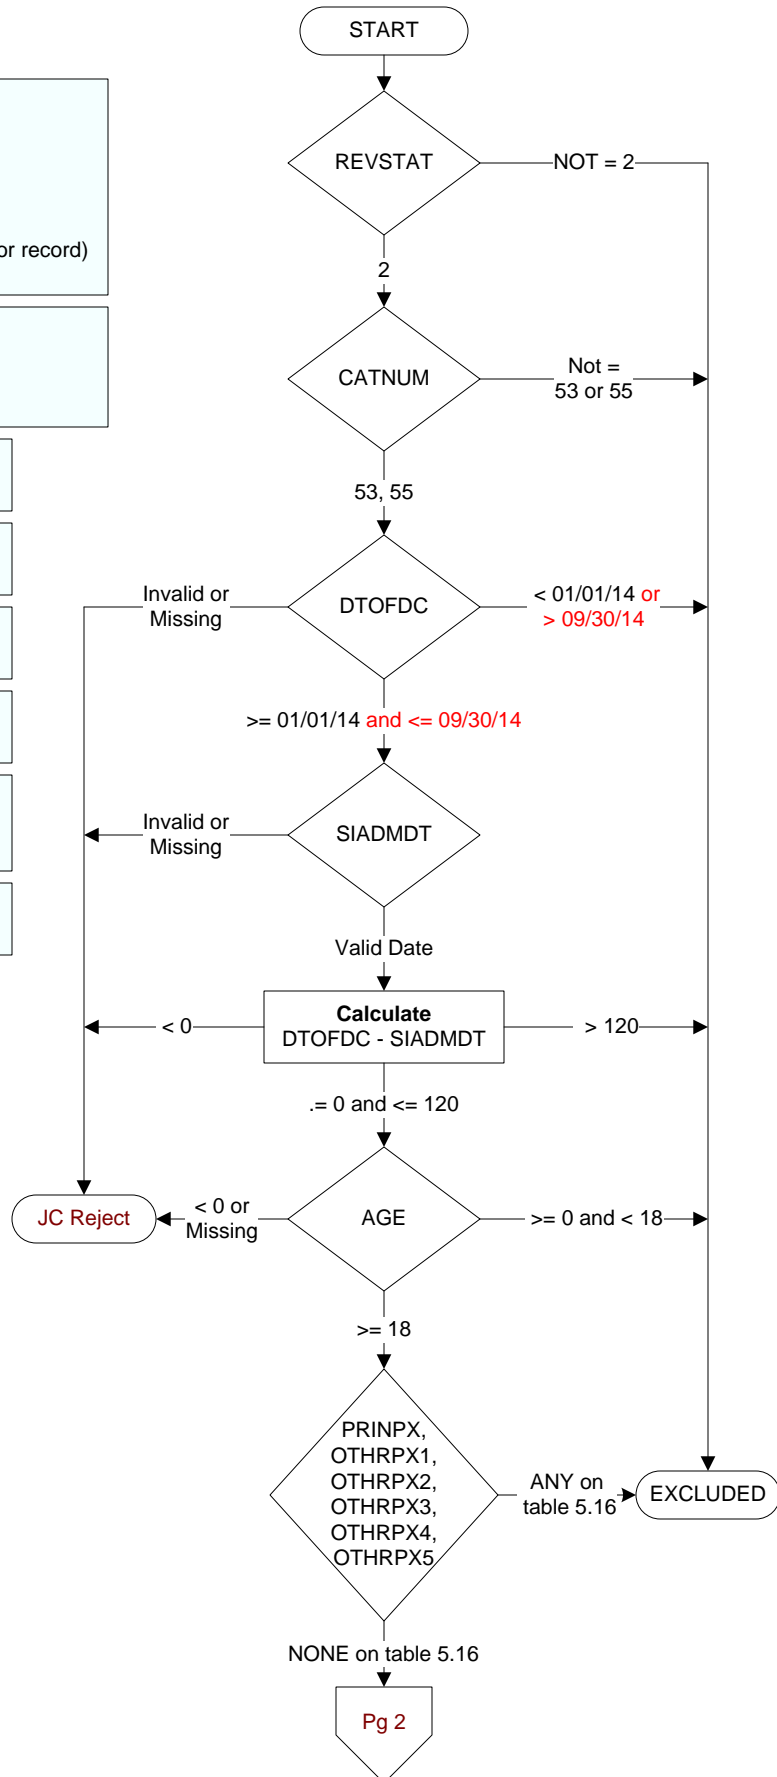 START
REVSTAT
NOT = 2
or record)
2
CATNUM
Not =
53 or 55
53, 55
Invalid or
Missing
DTOFDC
< 01/01/14 or
> 09/30/14
>= 01/01/14 and <= 09/30/14
Invalid or
Missing
SIADMDT
Valid Date
< 0
Calculate
DTOFDC - SIADMDT
> 120
.= 0 and <= 120
JC Reject
< 0 or
Missing
AGE
>= 0 and < 18
>= 18
PRINPX,
OTHRPX1,
OTHRPX2,
OTHRPX3,
OTHRPX4,
OTHRPX5
ANY on
table 5.16
EXCLUDED
NONE on table 5.16
Pg 2